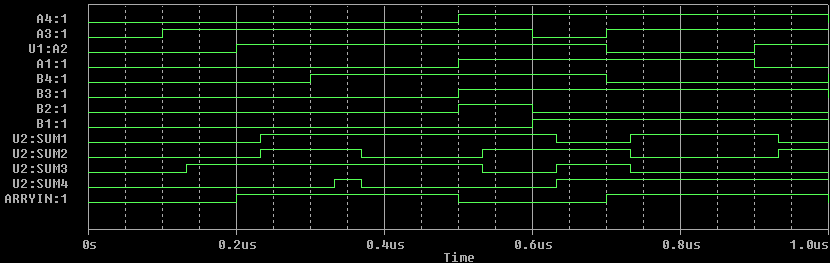 A4:1
A3:1
U1:A2
A1:1
B4:1
B3:1
B2:1
B1:1
U2:SUM1
U2:SUM2
U2:SUM3
U2:SUM4
ARRYIN:1
0s 0.2us 0.4us 0.6us 0.8us 1.0us
Time